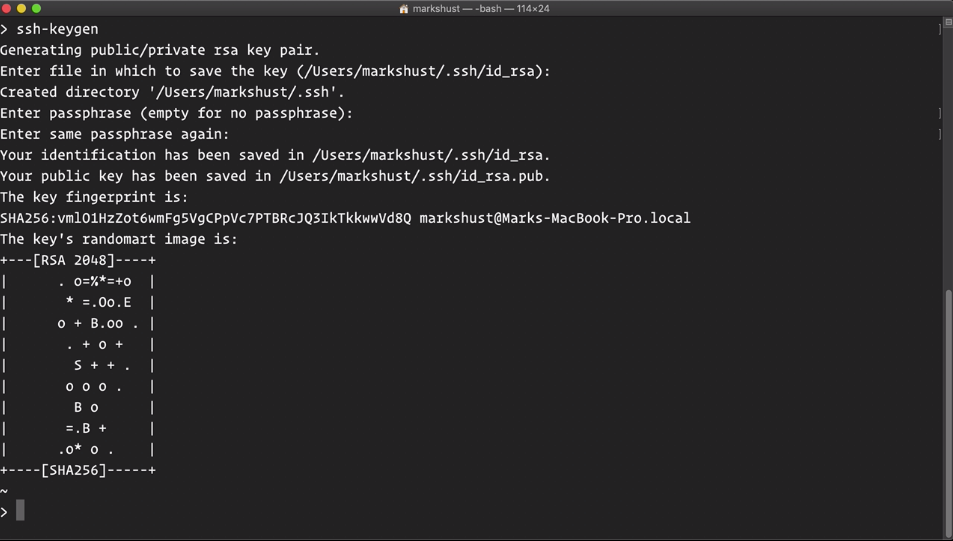 markshust — -bash — 114×24
> ssh-keygen
Generating public/private rsa key pair.
Enter file in which to save the key (/Users/markshust/.ssh/id_rsa):
Created directory '/Users/markshust/.ssh'.
Enter passphrase (empty for no passphrase):
Enter same passphrase again:
Your identification has been saved in /Users/markshust/.ssh/id_rsa.
Your public key has been saved in /Users/markshust/.ssh/id_rsa.pub.
The key fingerprint is:
SHA256:vmlO1HzZot6wmFg5VgCPpVc7PTBRcJQ3IkTkkwwVd8Q markshust@Marks-MacBook-Pro.local
The key's randomart image is:
+---[RSA 2048]----+
|      . o=%*=+o  |
|       * =.Oo.E  |
|      o + B.oo . |
|       . + o +   |
|        S + + .  |
|       o o o .   |
|        B o      |
|       =.B +     |
|      .o* o .    |
+----[SHA256]-----+
~
>